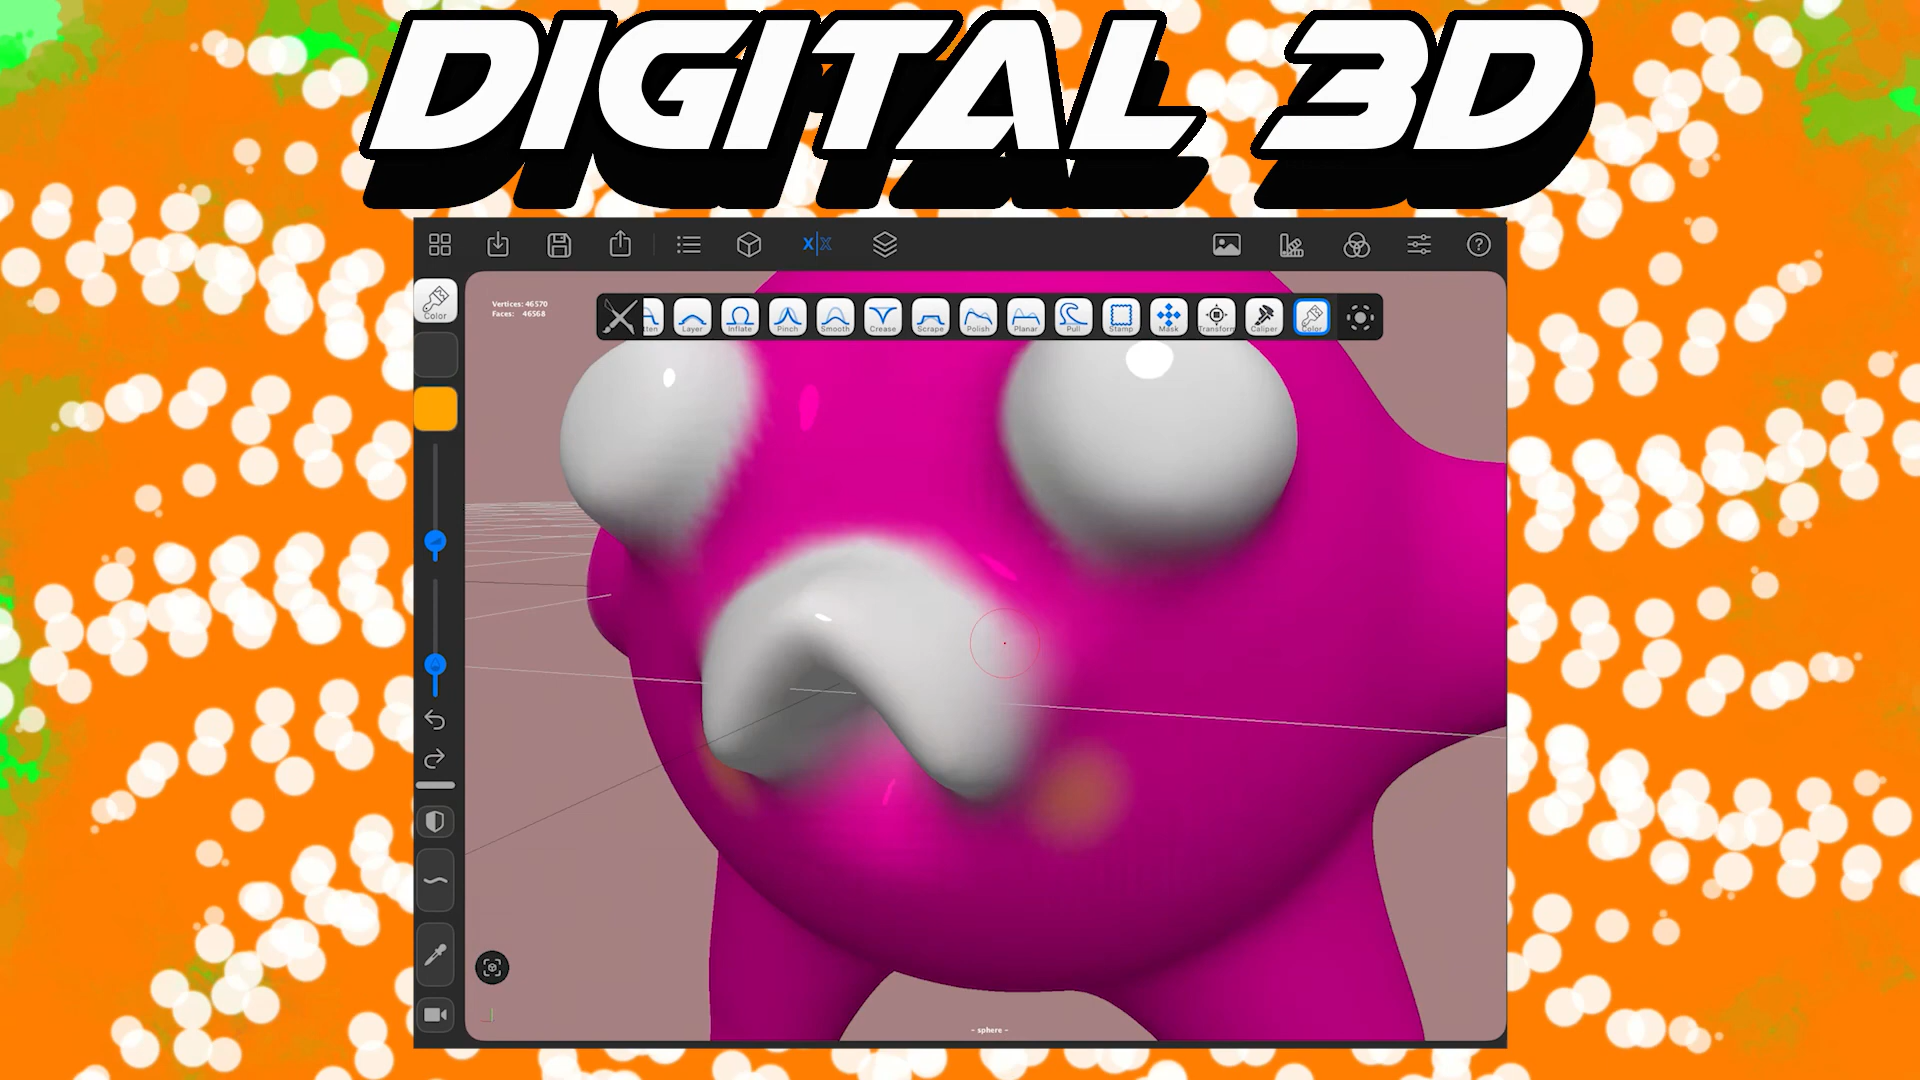 DIGITAL 3D
X|X
Color
Vertices: 46570
Faces: 46568
tten Layer Inflate Pinch Smooth Crease Scrape Polish Planar Pull Stamp Mask Transform Caliper Color
~ sphere ~